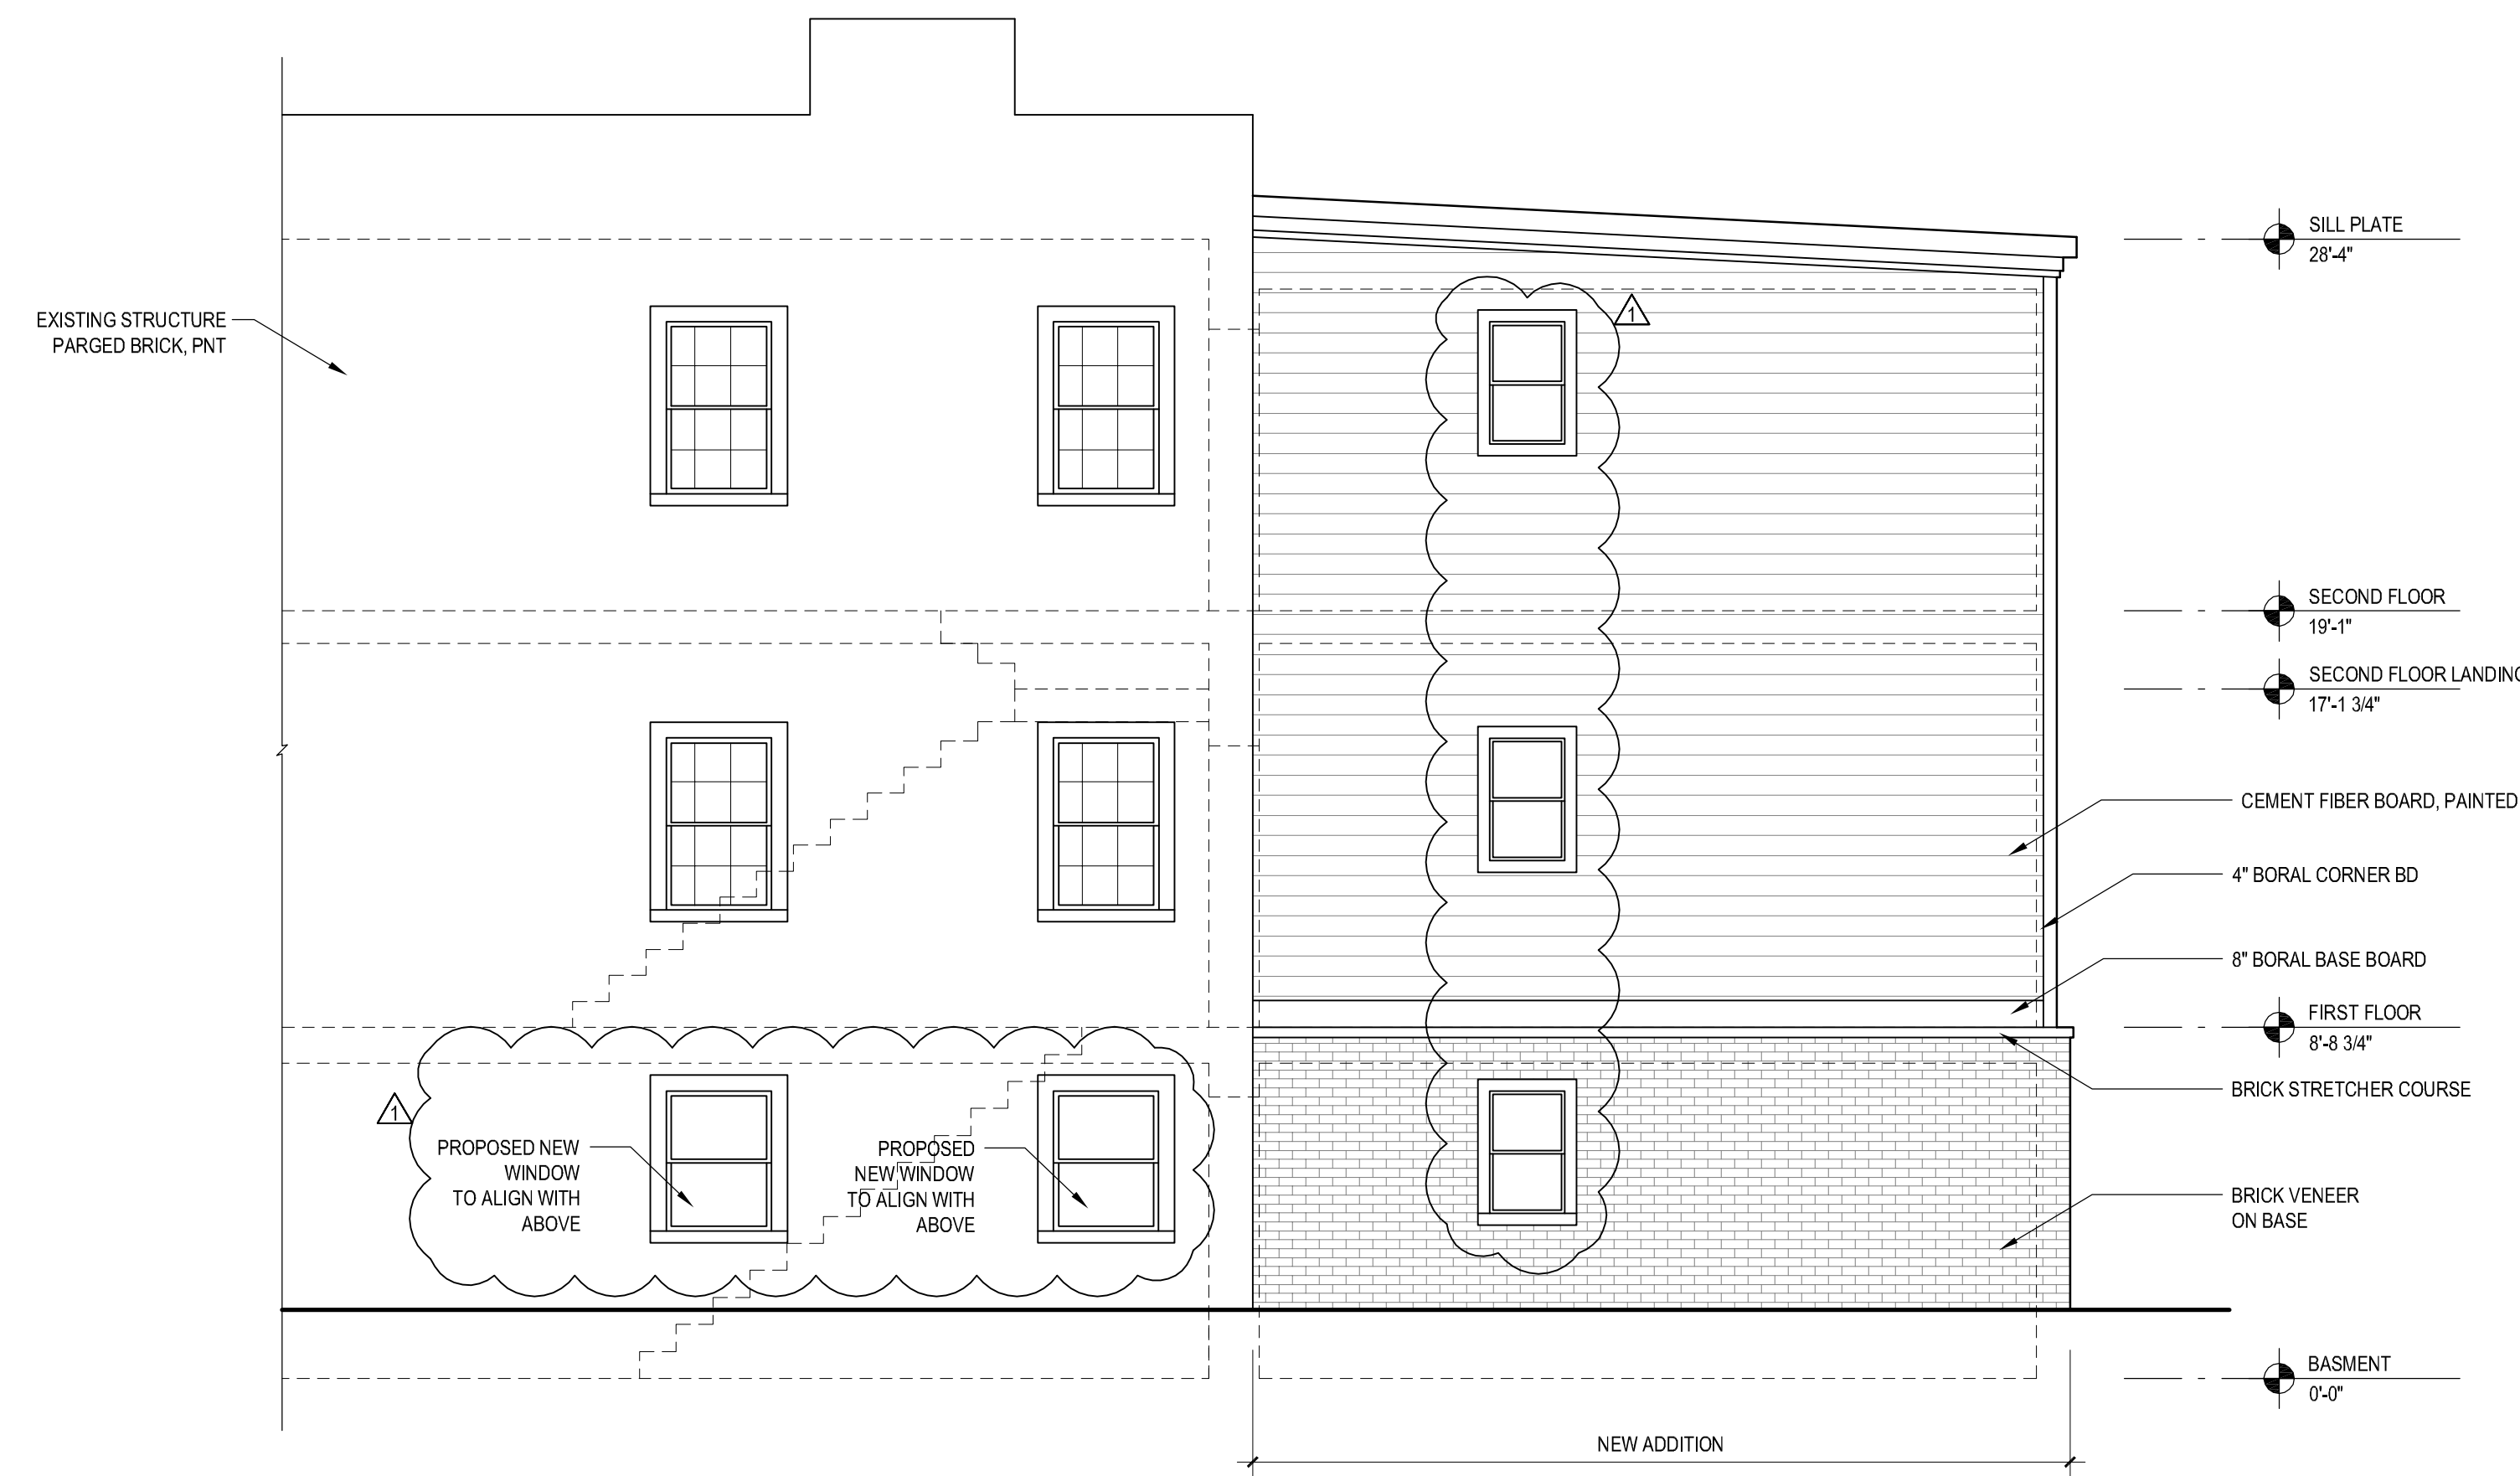 SILL PLATE
28'-4"
EXISTING STRUCTURE
PARGED BRICK, PNT
1
SECOND FLOOR
19'-1"
SECOND FLOOR LANDING
17'-1 3/4"
CEMENT FIBER BOARD, PAINTED
4" BORAL CORNER BD
8" BORAL BASE BOARD
FIRST FLOOR
8'-8 3/4"
BRICK STRETCHER COURSE
1
PROPOSED NEW
WINDOW
TO ALIGN WITH
ABOVE
PROPOSED
NEW WINDOW
TO ALIGN WITH
ABOVE
BRICK VENEER
ON BASE
BASMENT
0'-0"
NEW ADDITION